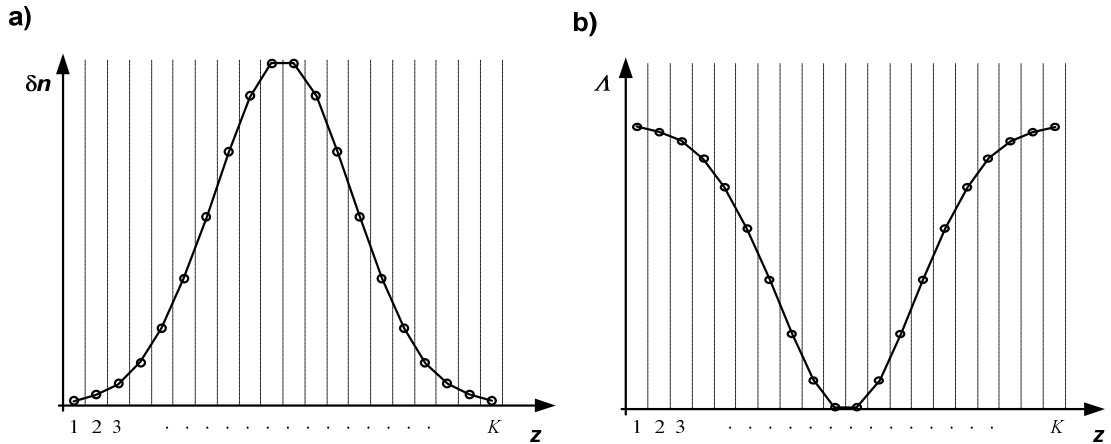 a)
δn
1 2 3 . . . . . . . . . . . . . K
z
b)
Λ
1 2 3 . . . . . . . . . . . . . K
z